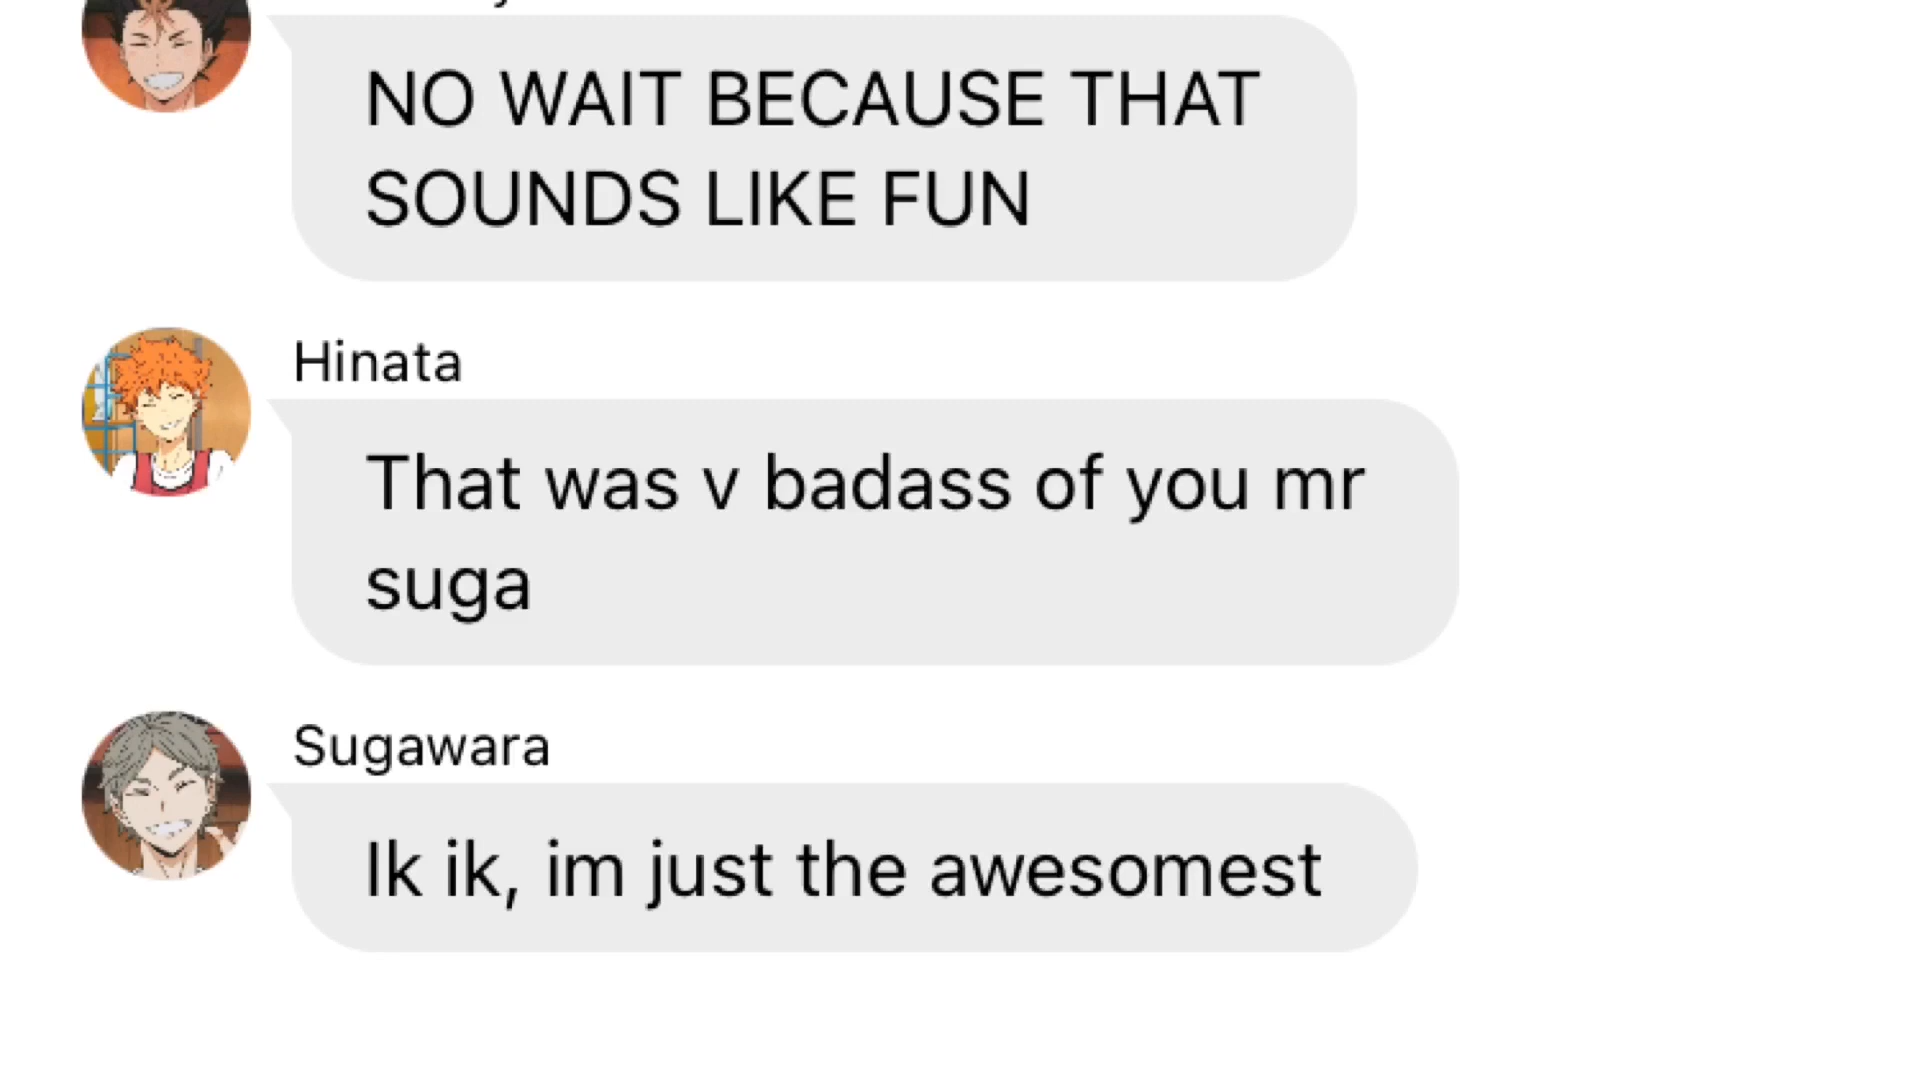 NO WAIT BECAUSE THAT
SOUNDS LIKE FUN
Hinata
That was v badass of you mr
suga
Sugawara
Ik ik, im just the awesomest